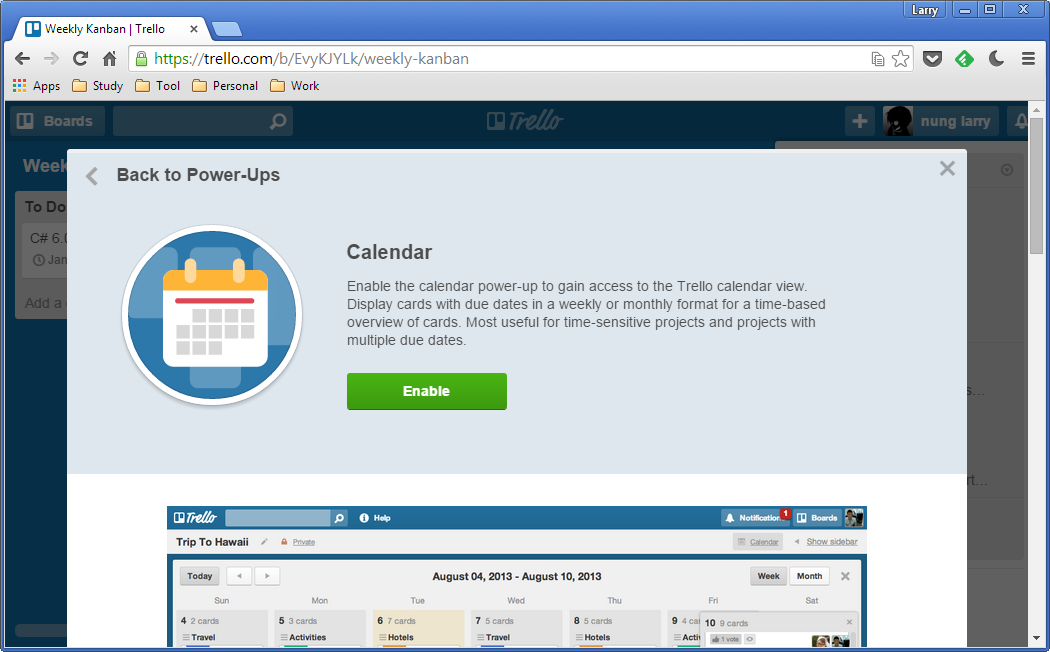 Larry
Weekly Kanban | Trello
https://trello.com/b/EvyKJYLk/weekly-kanban
Apps Study Tool Personal Work
Boards Trello nung larry
Week
Back to Power-Ups
To Do
C# 6.0
Jan
Add a
Calendar
Enable the calendar power-up to gain access to the Trello calendar view.
Display cards with due dates in a weekly or monthly format for a time-based
overview of cards. Most useful for time-sensitive projects and projects with
multiple due dates.
Enable
Trello Help Notification 1 Boards
Trip To Hawaii Private Calendar Show sidebar
Today August 04, 2013 - August 10, 2013 Week Month
Sun Mon Tue Wed Thu Fri Sat
4 2 cards 5 3 cards 6 7 cards 7 5 cards 8 5 cards 9 4 ca 10 9 cards
Travel Activities Hotels Travel Hotels Activ 1 vote